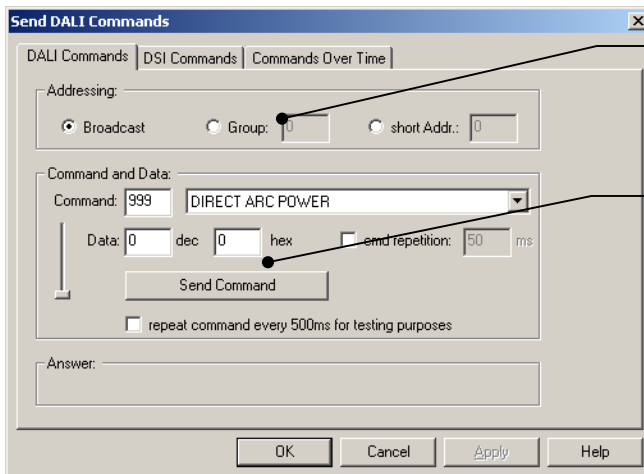 Send DALI Commands
DALI Commands DSI Commands Commands Over Time
Addressing:
Broadcast Group: 0 short Addr.: 0
Command and Data:
Command: 999 DIRECT ARC POWER
Data: 0 dec 0 hex cmd repetition: 50 ms
Send Command
repeat command every 500ms for testing purposes
Answer:
OK Cancel Apply Help